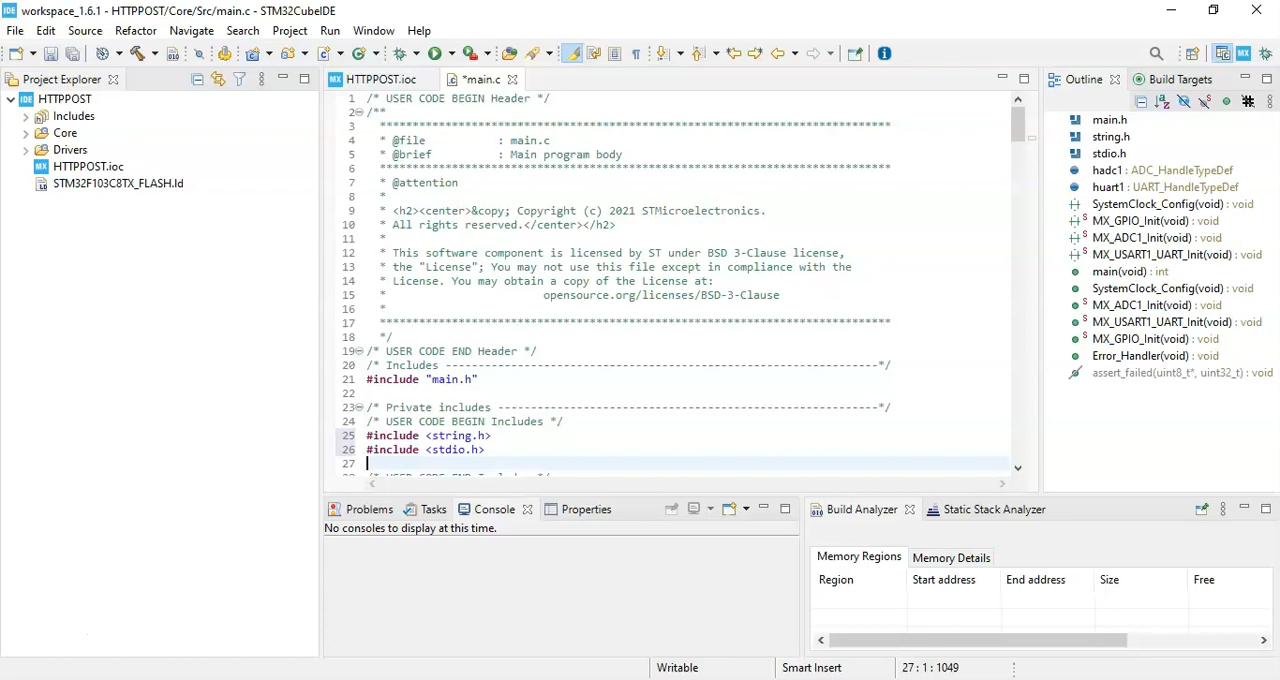 IDE workspace_1.6.1 - HTTPPOST/Core/Src/main.c - STM32CubeIDE
File Edit Source Refactor Navigate Search Project Run Window Help
Project Explorer
IDE HTTPPOST
Includes
Core
Drivers
MX HTTPPOST.ioc
STM32F103C8TX_FLASH.ld
MX HTTPPOST.ioc *main.c
1 /* USER CODE BEGIN Header */
2 /**
3 ******************************************************************************
4 * @file : main.c
5 * @brief : Main program body
6 ******************************************************************************
7 * @attention
8 *
9 * <h2><center>&copy; Copyright (c) 2021 STMicroelectronics.
10 * All rights reserved.</center></h2>
11 *
12 * This software component is licensed by ST under BSD 3-Clause license,
13 * the "License"; You may not use this file except in compliance with the
14 * License. You may obtain a copy of the License at:
15 * opensource.org/licenses/BSD-3-Clause
16 *
17 ******************************************************************************
18 */
19 /* USER CODE END Header */
20 /* Includes ------------------------------------------------------------------*/
21 #include "main.h"
22
23 /* Private includes ----------------------------------------------------------*/
24 /* USER CODE BEGIN Includes */
25 #include <string.h>
26 #include <stdio.h>
27
28 /* USER CODE END Includes */
Outline Build Targets
main.h
string.h
stdio.h
hadc1 : ADC_HandleTypeDef
huart1 : UART_HandleTypeDef
SystemClock_Config(void) : void
MX_GPIO_Init(void) : void
MX_ADC1_Init(void) : void
MX_USART1_UART_Init(void) : void
main(void) : int
SystemClock_Config(void) : void
MX_ADC1_Init(void) : void
MX_USART1_UART_Init(void) : void
MX_GPIO_Init(void) : void
Error_Handler(void) : void
assert_failed(uint8_t*, uint32_t) : void
Problems Tasks Console Properties
No consoles to display at this time.
Build Analyzer Static Stack Analyzer
Memory Regions Memory Details
Region Start address End address Size Free
Writable Smart Insert 27 : 1 : 1049